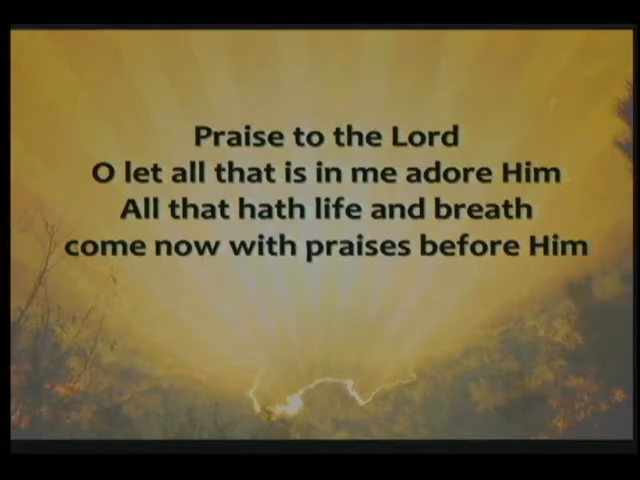 Praise to the Lord
O let all that is in me adore Him
All that hath life and breath
come now with praises before Him